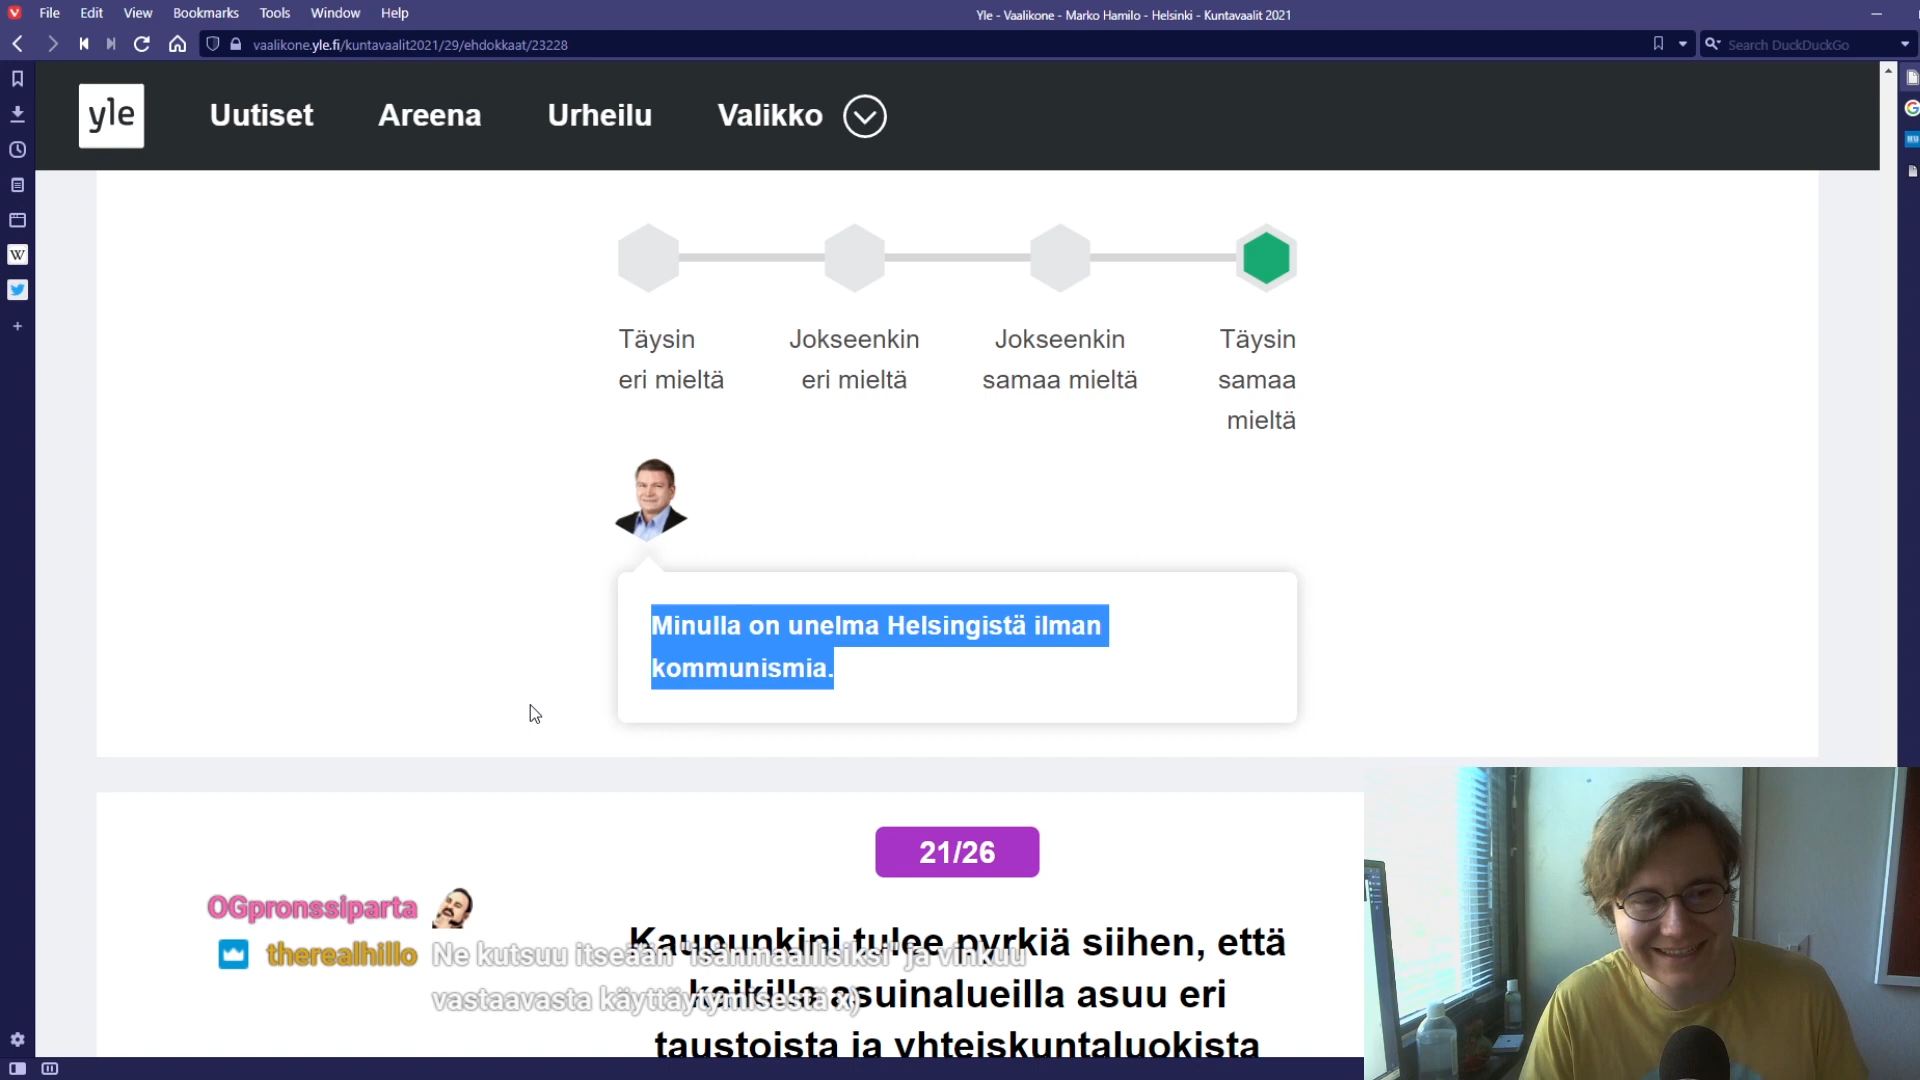 File Edit View Bookmarks Tools Window Help
Yle - Vaalikone - Marko Hamilo - Helsinki - Kuntavaalit 2021
vaalikone.yle.fi/kuntavaalit2021/29/ehdokkaat/23228
Search DuckDuckGo
yle Uutiset Areena Urheilu Valikko
Täysin
eri mieltä
Jokseenkin
eri mieltä
Jokseenkin
samaa mieltä
Täysin
samaa
mieltä
Minulla on unelma Helsingistä ilman
kommunismia.
21/26
Kaupunkini tulee pyrkiä siihen, että
kaikilla asuinalueilla asuu eri
taustoista ja yhteiskuntaluokista
OGpronssiparta
therealhillo Ne kutsuu itseään "isänmaallisiksi" ja vinkuu
vastaavasta käyttäytymisestä x)